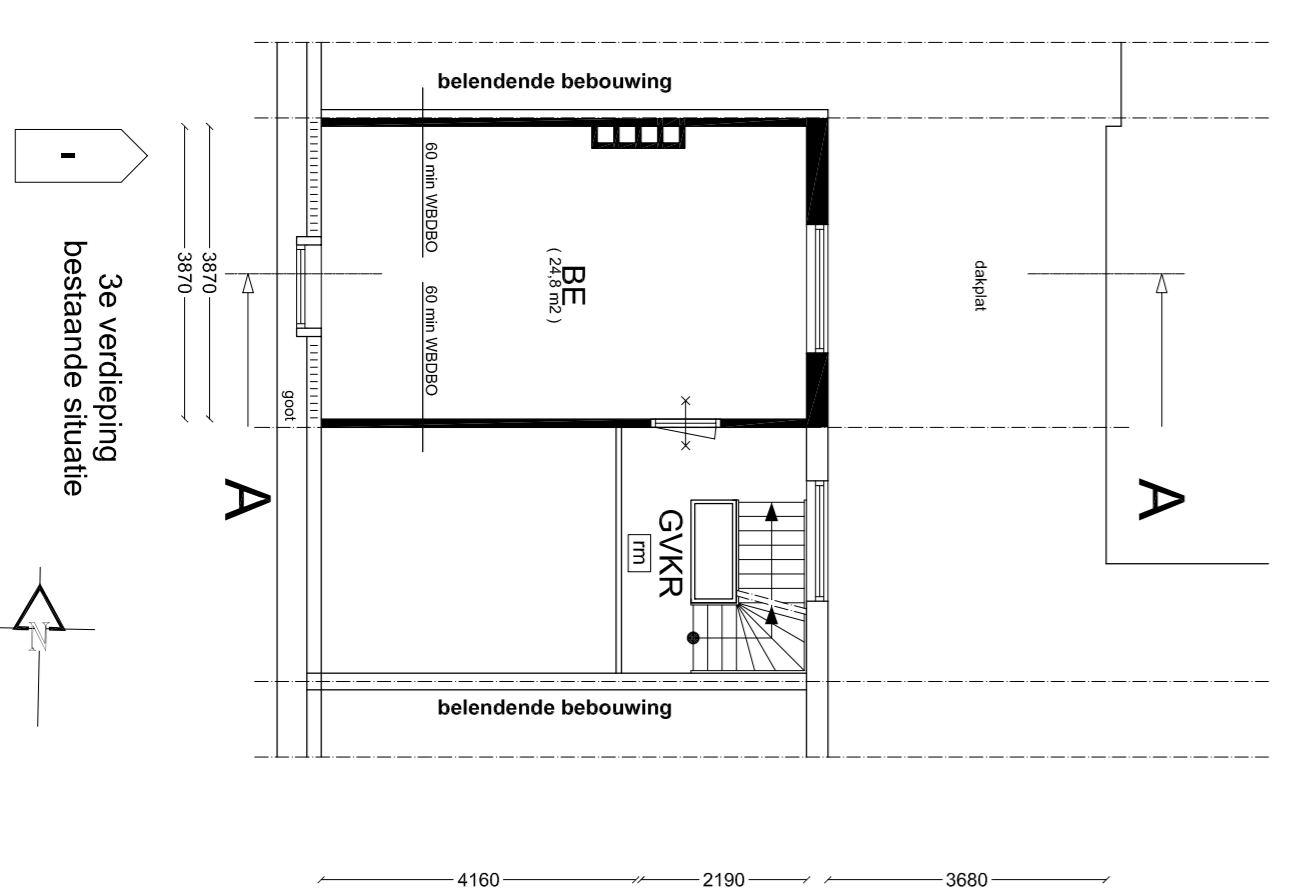 belendende bebouwing
60 min WBDBO
60 min WBDBO
BE
( 24,8 m2 )
dakplat
3870
3870
3e verdieping
bestaande situatie
goot
A
A
GVKR
rm
N
belendende bebouwing
4160
2190
3680